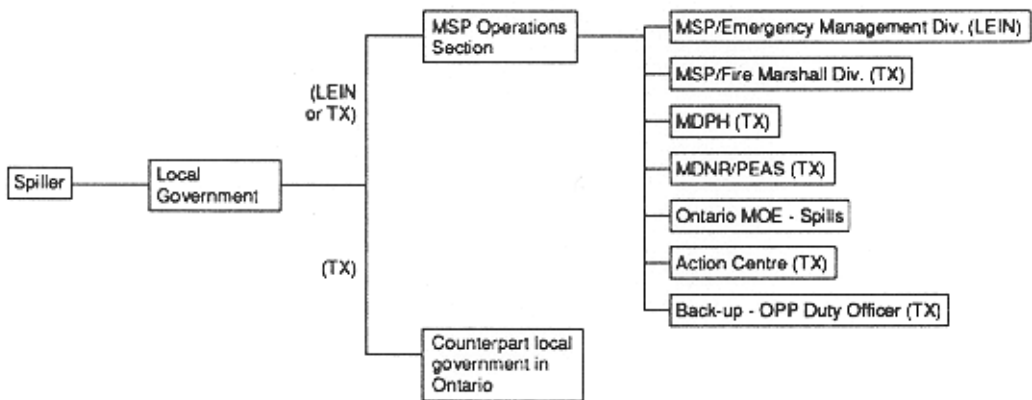 Spiller
Local
Government
(LEIN
or TX)
(TX)
MSP Operations
Section
Counterpart local
government in
Ontario
MSP/Emergency Management Div. (LEIN)
MSP/Fire Marshall Div. (TX)
MDPH (TX)
MDNR/PEAS (TX)
Ontario MOE - Spills
Action Centre (TX)
Back-up - OPP Duty Officer (TX)